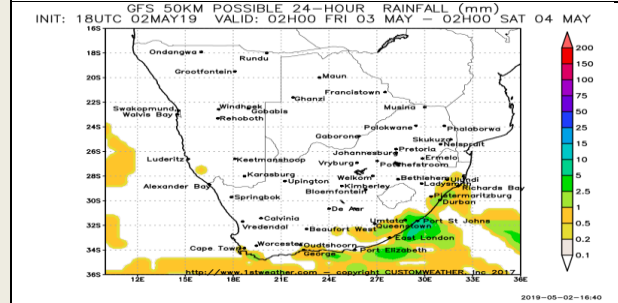 GFS 50KM POSSIBLE 24-HOUR RAINFALL (mm)
INIT: 18UTC 02MAY19 VALID: 02H00 FRI 03 MAY – 02H00 SAT 04 MAY
16S
Ondangwa
Rundu
18S
Grootfontein
Maun
20S
Francistown
Ghanzi
Musina
22S
Swakopmund
Windhoek
Gobabis
Walvis Bay
Rehoboth
Polokwane
Phalaborwa
24S
Gaborone
Skukuza
Pretoria
Nelspruit
Johannesburg
26S
Luderitz
Keetmanshoop
Vryburg
Potchefstroom
Ermelo
Karasburg
Welkom
Bethlehem
Ulundi
28S
Alexander Bay
Upington
Kimberley
Ladysmith
Richards Bay
Bloemfontein
Springbok
Pietermaritzburg
30S
De Aar
Durban
Calvinia
Umtata
Port St Johns
32S
Vredendal
Beaufort West
Queenstown
East London
Cape Town
Worcester
Oudtshoorn
34S
George
Port Elizabeth
http://www.1stweather.com – copyright CUSTOMWEATHER, Inc 2017
36S
12E 15E 18E 21E 24E 27E 30E 33E 36E
200
150
100
75
50
25
15
10
5
2.5
1
0.5
0.2
0.1
2019-05-02-16:40